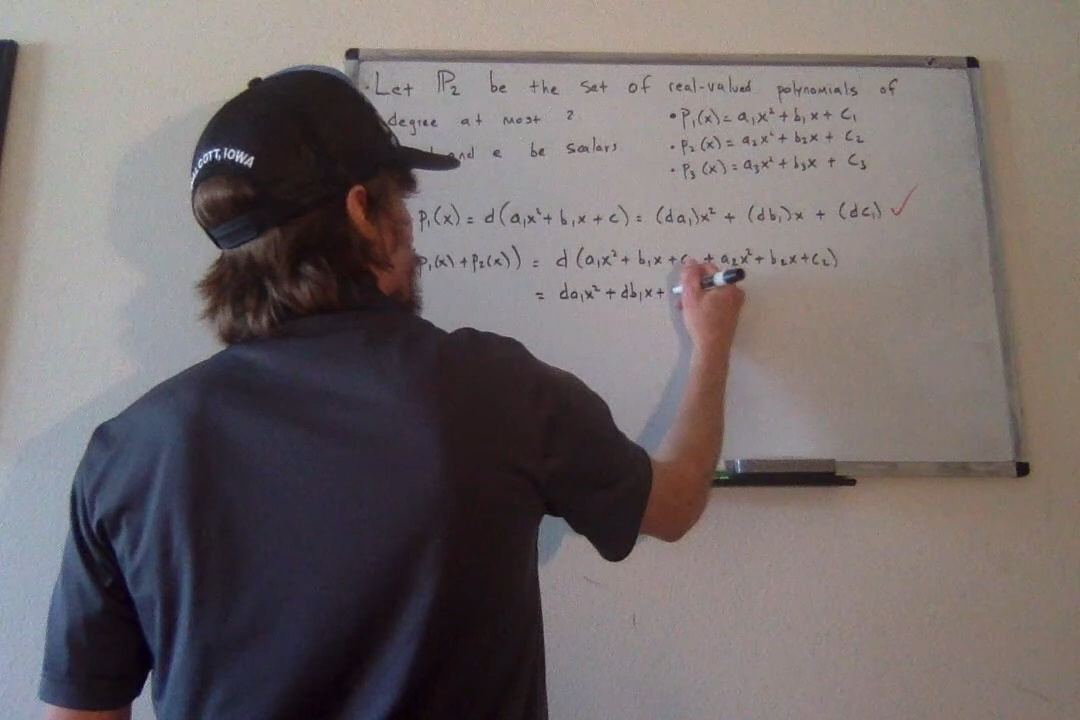 • Let ℙ₂ be the set of real-valued polynomials of
degree at most 2
and e be scalars
• P₁(x) = a₁x² + b₁x + C₁
• P₂(x) = a₂x² + b₂x + C₂
• P₃(x) = a₃x² + b₃x + C₃
P₁(x) = d(a₁x² + b₁x + c) = (da₁)x² + (db₁)x + (dc₁) ✓
P₁(x) + P₂(x)) = d (a₁x² + b₁x + c + a₂x² + b₂x + c₂)
= da₁x² + db₁x +
COTT, IOWA